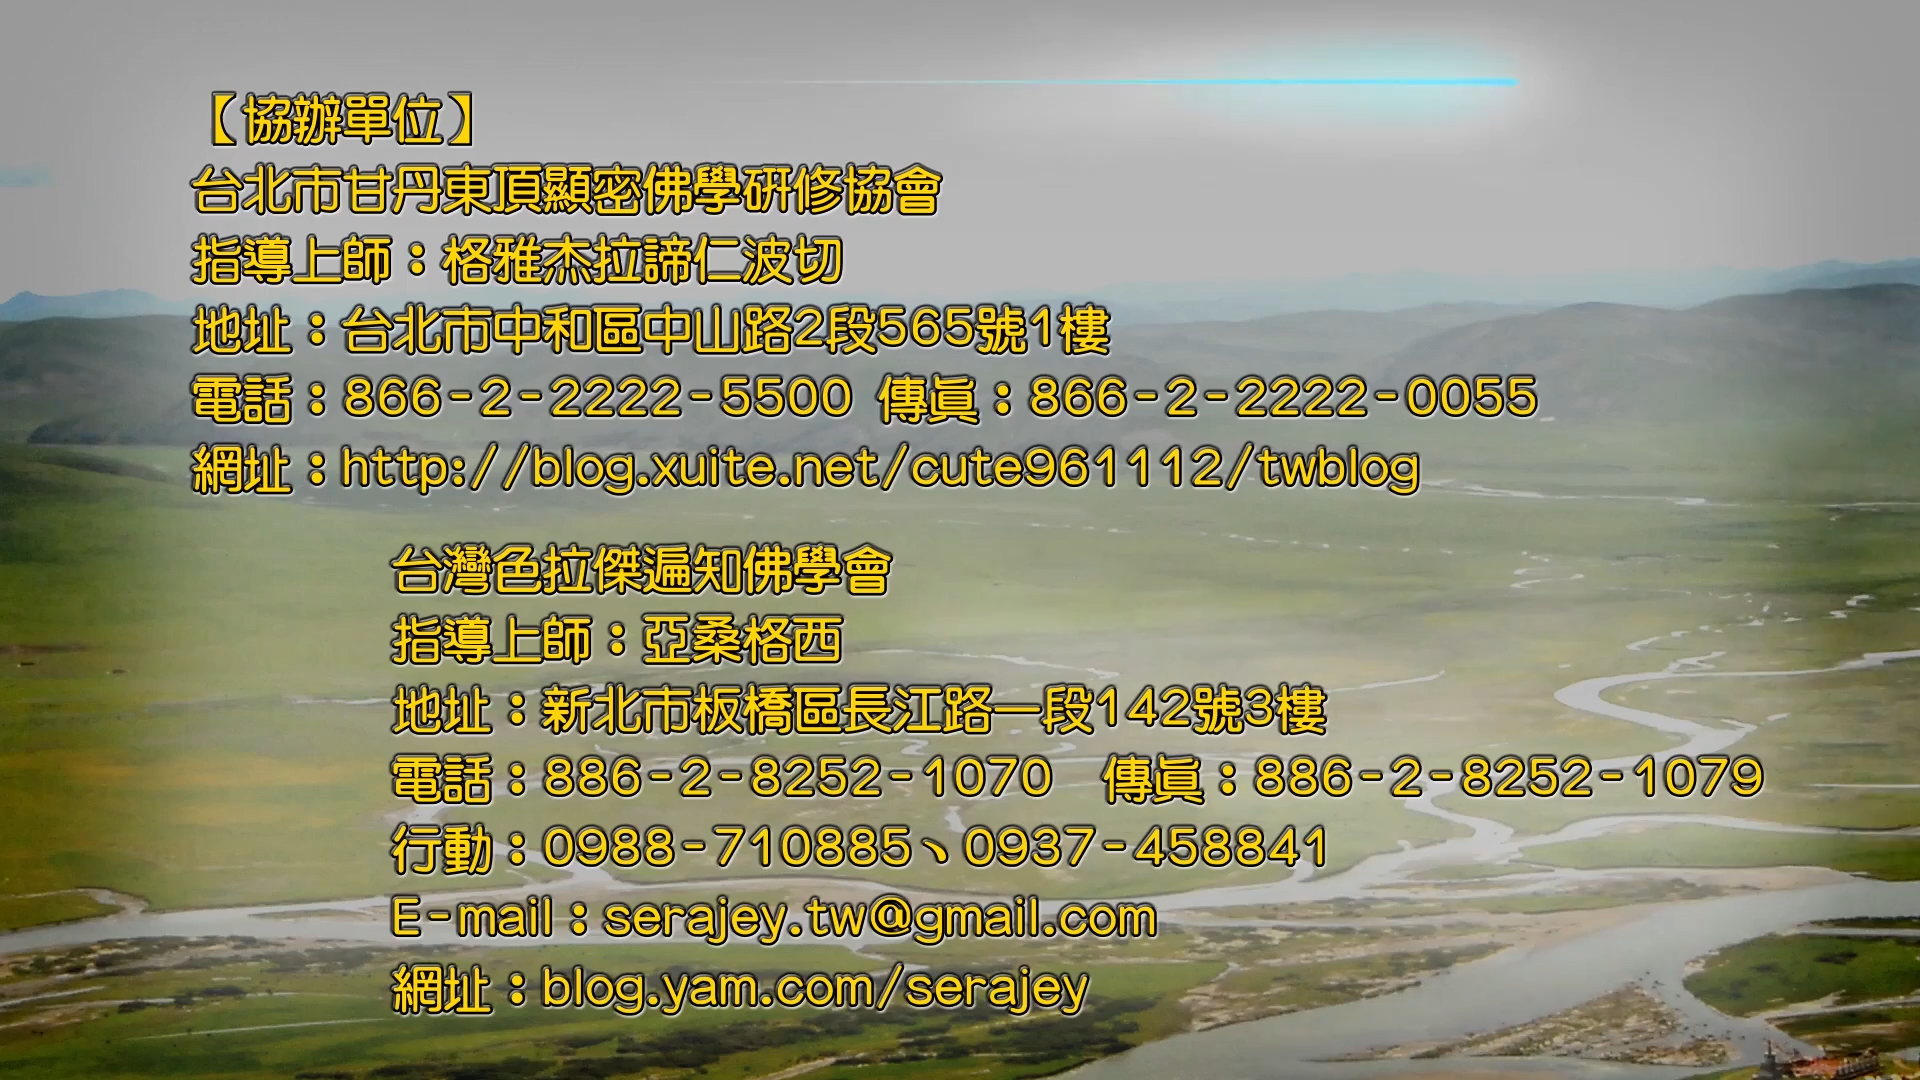 【協辦單位】
台北市甘丹東頂顯密佛學研修協會
指導上師：格雅杰拉諦仁波切
地址：台北市中和區中山路2段565號1樓
電話：866-2-2222-5500 傳真：866-2-2222-0055
網址：http://blog.xuite.net/cute961112/twblog
台灣色拉傑遍知佛學會
指導上師：亞桑格西
地址：新北市板橋區長江路一段142號3樓
電話：886-2-8252-1070　傳真：886-2-8252-1079
行動：0988-710885、0937-458841
E-mail：serajey.tw@gmail.com
網址：blog.yam.com/serajey